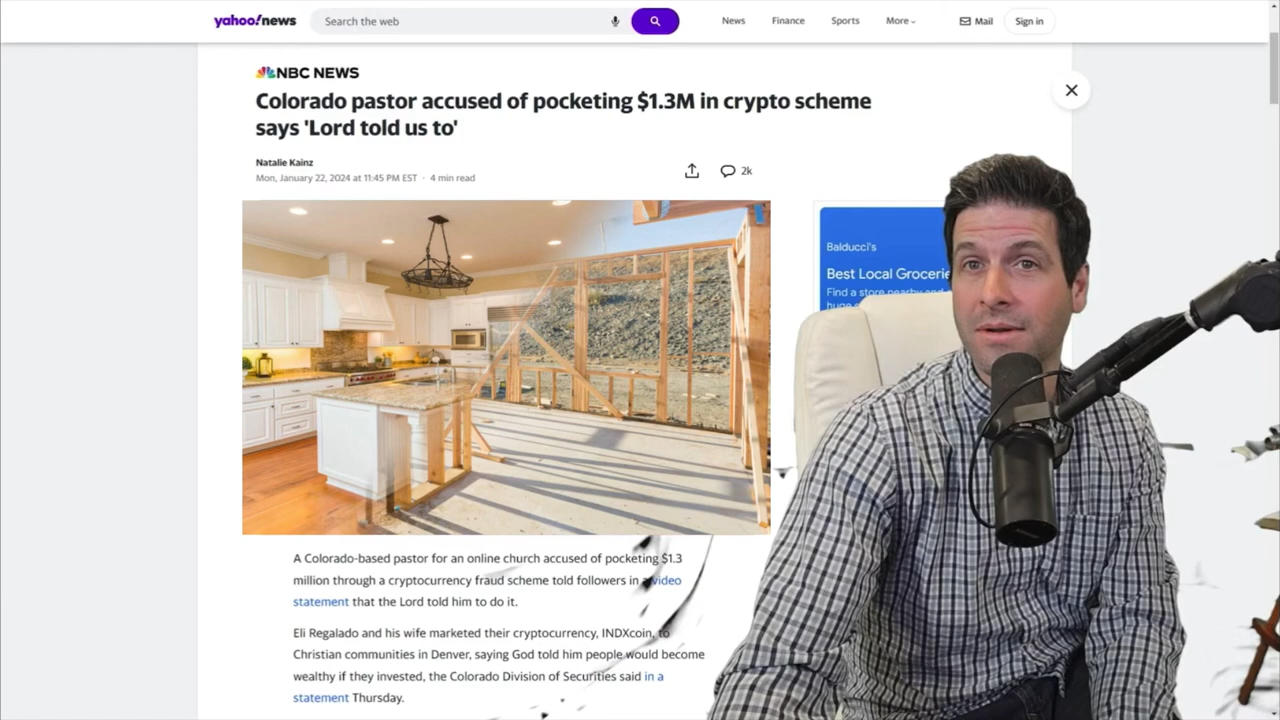 yahoo!news
Search the web
News Finance Sports More Mail Sign in
NBC NEWS
Colorado pastor accused of pocketing $1.3M in crypto scheme
says 'Lord told us to'
Natalie Kainz
Mon, January 22, 2024 at 11:45 PM EST · 4 min read
2k
Balducci's
Best Local Grocerie
Find a store nearby and
huge
A Colorado-based pastor for an online church accused of pocketing $1.3
million through a cryptocurrency fraud scheme told followers in a video
statement that the Lord told him to do it.
Eli Regalado and his wife marketed their cryptocurrency, INDXcoin, to
Christian communities in Denver, saying God told him people would become
wealthy if they invested, the Colorado Division of Securities said in a
statement Thursday.